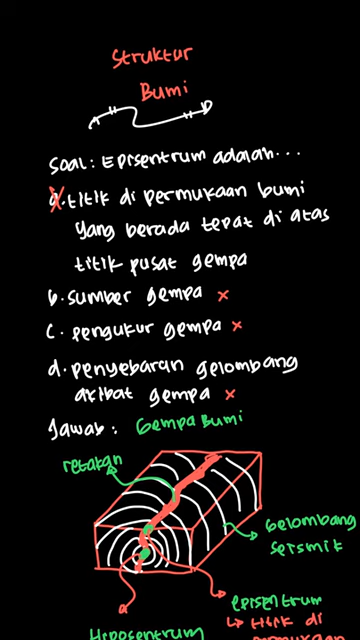 Struktur
Bumi
Soal : Episentrum adalah...
a. titik di permukaan bumi
yang berada tepat di atas
titik pusat gempa
b. sumber gempa x
c. pengukur gempa x
d. penyebaran gelombang
akibat gempa x
Jawab : Gempa Bumi
retakan
Gelombang
Seismik
episentrum
↳ titik di
permukaan
Hiposentrum